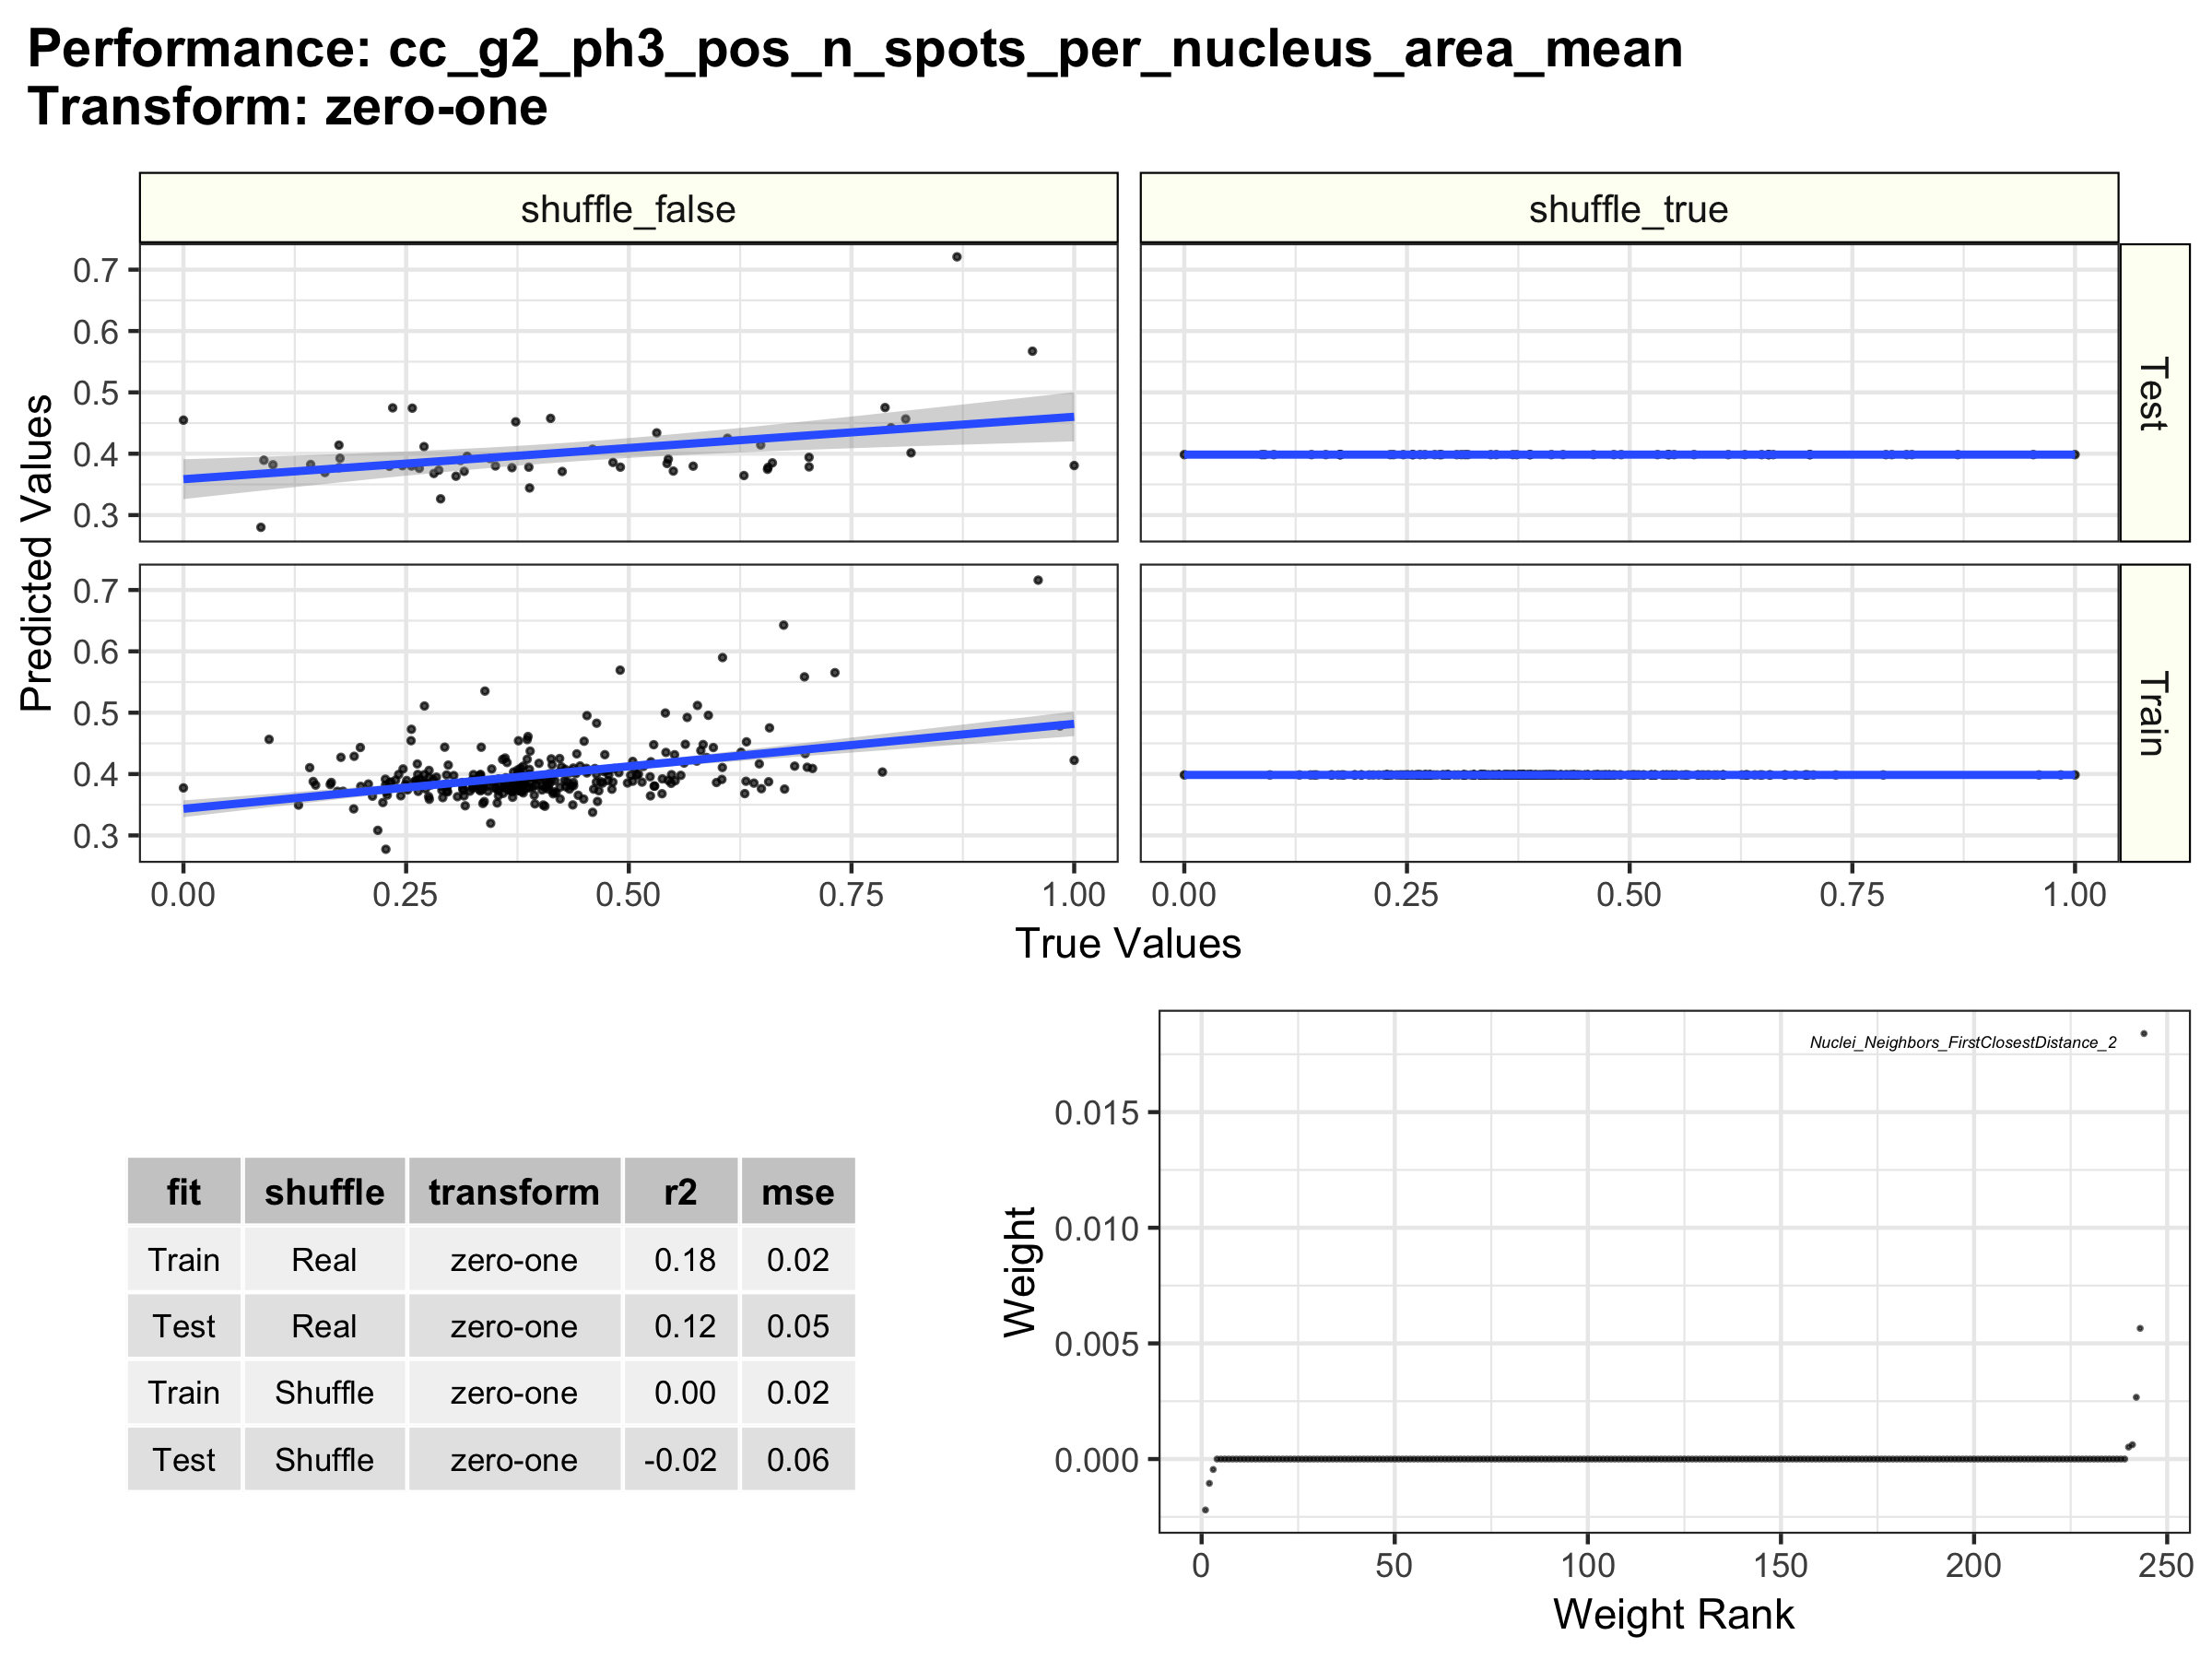 Performance: cc_g2_ph3_pos_n_spots_per_nucleus_area_mean
Transform: zero-one
shuffle_false
shuffle_true
0.7
0.6
0.5
0.4
0.3
Test
0.7
0.6
0.5
0.4
0.3
Train
Predicted Values
0.00
0.25
0.50
0.75
1.00
0.00
0.25
0.50
0.75
1.00
True Values
fit shuffle transform r2 mse
Train Real zero-one 0.18 0.02
Test Real zero-one 0.12 0.05
Train Shuffle zero-one 0.00 0.02
Test Shuffle zero-one -0.02 0.06
Nuclei_Neighbors_FirstClosestDistance_2
0.015
0.010
0.005
0.000
Weight
0
50
100
150
200
250
Weight Rank